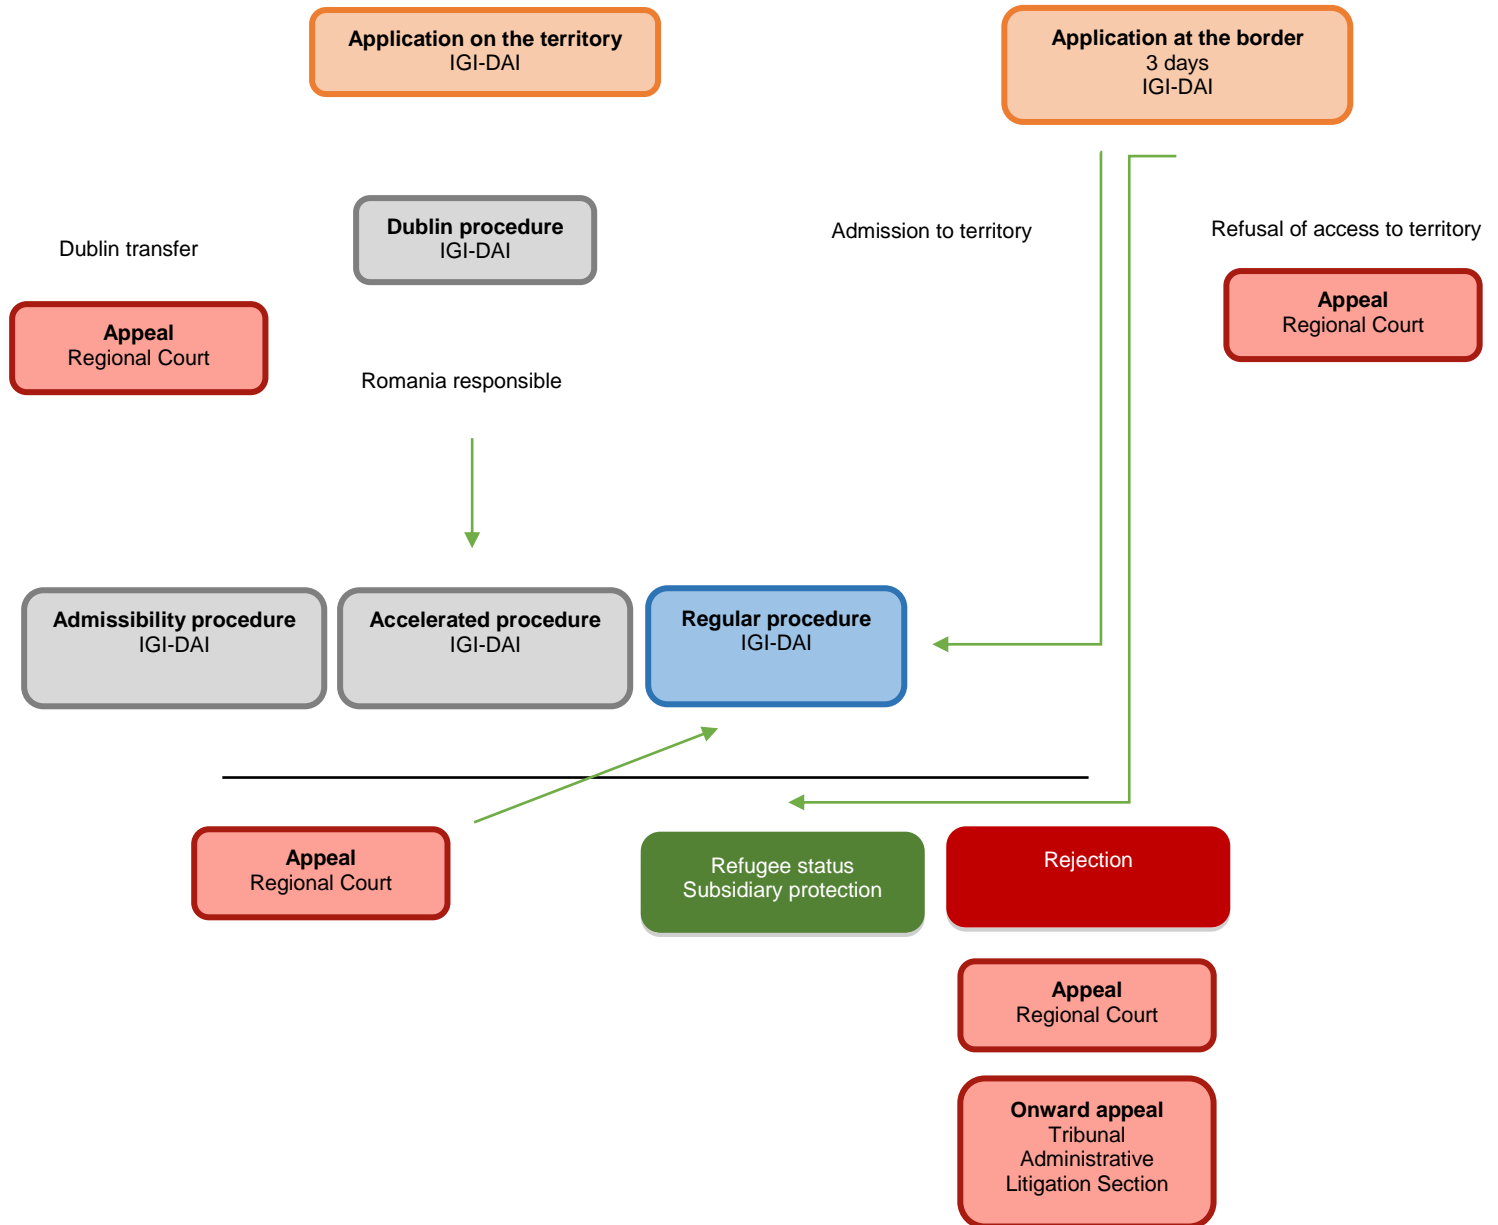 Application on the territory
IGI-DAI
Application at the border
3 days
IGI-DAI
Dublin procedure
IGI-DAI
Dublin transfer
Admission to territory
Refusal of access to territory
Appeal
Regional Court
Appeal
Regional Court
Romania responsible
Admissibility procedure
IGI-DAI
Accelerated procedure
IGI-DAI
Regular procedure
IGI-DAI
Appeal
Regional Court
Refugee status
Subsidiary protection
Rejection
Appeal
Regional Court
Onward appeal
Tribunal
Administrative
Litigation Section